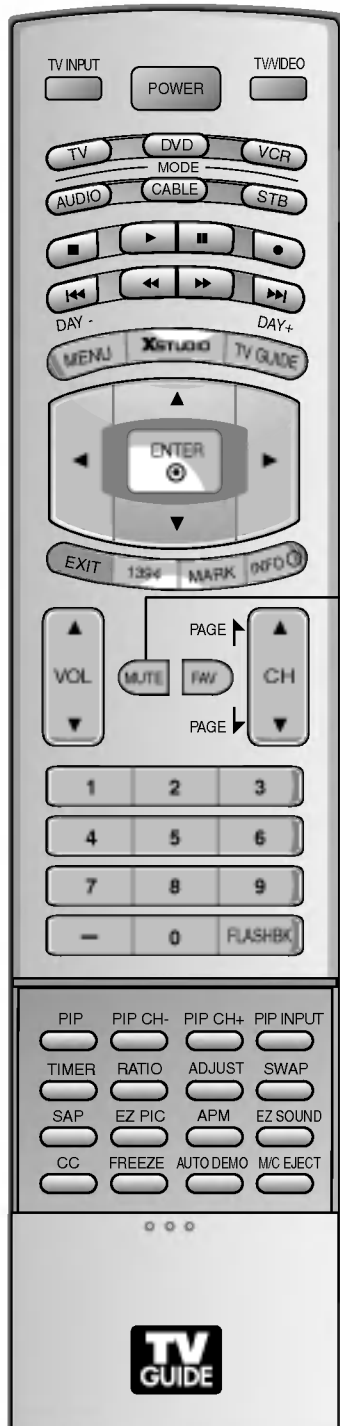 TV INPUT POWER TV/VIDEO
TV DVD VCR
MODE
AUDIO CABLE STB
DAY - DAY+
MENU XSTUDIO TV GUIDE
ENTER
EXIT 1394 MARK INFO i
PAGE
VOL MUTE FAV CH
PAGE
1 2 3
4 5 6
7 8 9
— 0 FLASHBK
PIP PIP CH- PIP CH+ PIP INPUT
TIMER RATIO ADJUST SWAP
SAP EZ PIC APM EZ SOUND
CC FREEZE AUTO DEMO M/C EJECT
TV
GUIDE